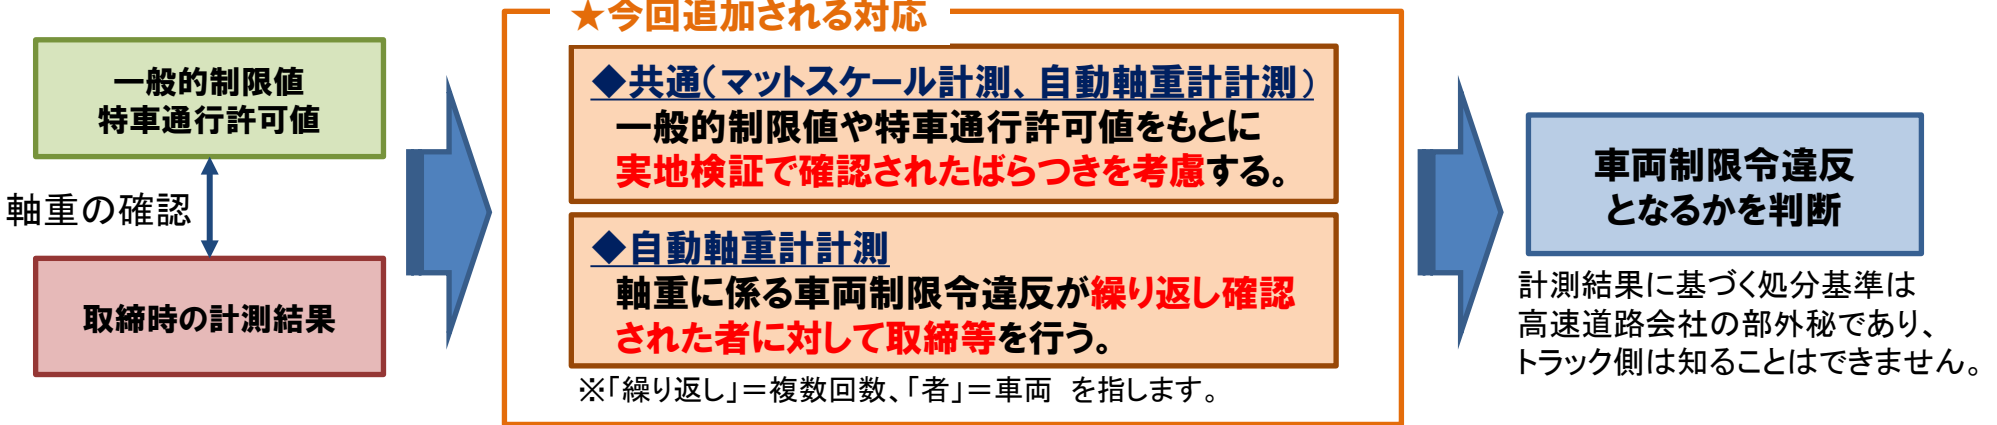 ★今回追加される対応
一般的制限値
特車通行許可値
軸重の確認
取締時の計測結果
◆共通（マットスケール計測、自動軸重計計測）
一般的制限値や特車通行許可値をもとに
実地検証で確認されたばらつきを考慮する。
◆自動軸重計計測
軸重に係る車両制限令違反が繰り返し確認
された者に対して取締等を行う。
※「繰り返し」＝複数回数、「者」＝車両　を指します。
車両制限令違反
となるかを判断
計測結果に基づく処分基準は
高速道路会社の部外秘であり、
トラック側は知ることはできません。